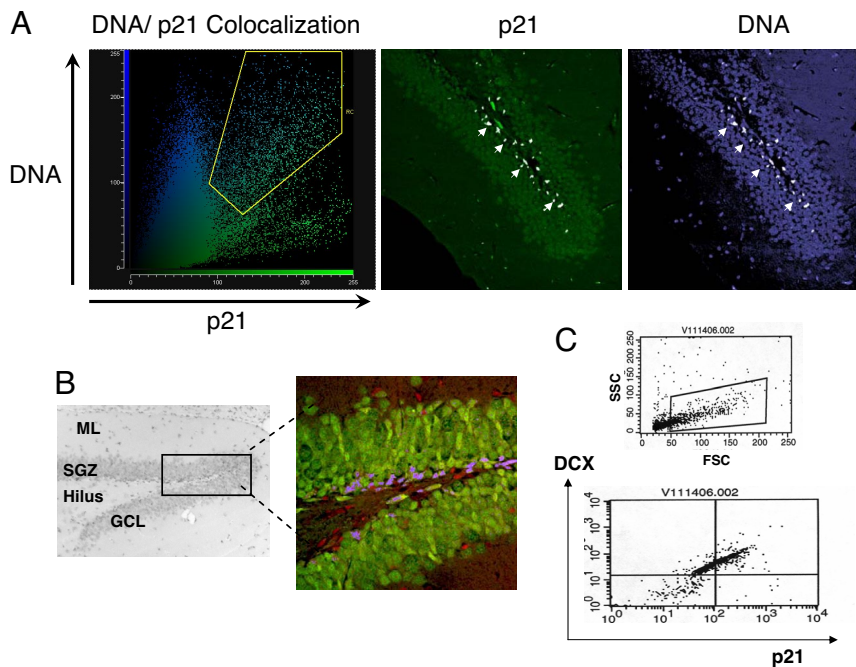 A
DNA/ p21 Colocalization
p21
DNA
DNA
255
200
100
0
100
200
255
p21
B
ML
SGZ
Hilus
GCL
C
V111406.002
SSC
0 50 100 150 200 250
0 50 100 150 200 250
FSC
DCX
V111406.002
10⁰ 10¹ 10² 10³ 10⁴
10⁰ 10¹ 10² 10³ 10⁴
p21